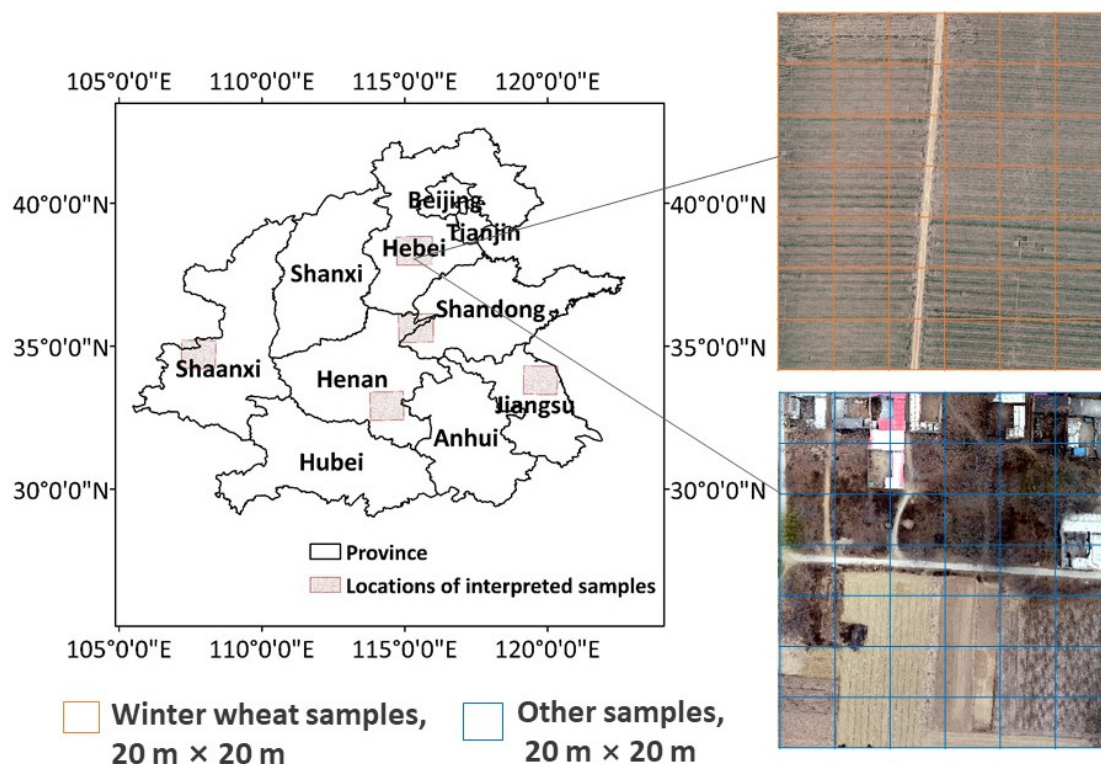 105°0'0"E 110°0'0"E 115°0'0"E 120°0'0"E
40°0'0"N 40°0'0"N
Beijing
Tianjin
Hebei
Shanxi
Shandong
35°0'0"N 35°0'0"N
Shaanxi
Henan
Jiangsu
Anhui
Hubei
30°0'0"N 30°0'0"N
Province
Locations of interpreted samples
105°0'0"E 110°0'0"E 115°0'0"E 120°0'0"E
Winter wheat samples,
20 m × 20 m
Other samples,
20 m × 20 m